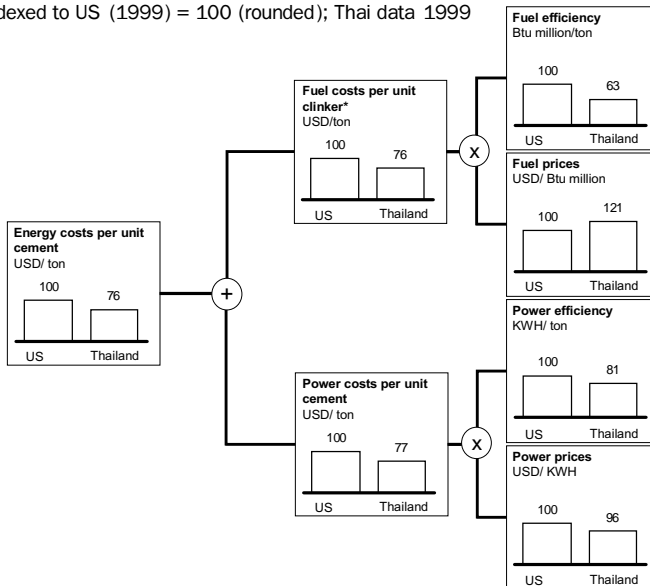 dexed to US (1999) = 100 (rounded); Thai data 1999
Fuel efficiency
Btu million/ton
100
63
US Thailand
Fuel costs per unit
clinker*
USD/ton
100
76
US Thailand
x
Fuel prices
USD/ Btu million
100
121
US Thailand
Energy costs per unit
cement
USD/ ton
100
76
US Thailand
+
Power efficiency
KWH/ ton
100
81
US Thailand
Power costs per unit
cement
USD/ ton
100
77
US Thailand
x
Power prices
USD/ KWH
100
96
US Thailand